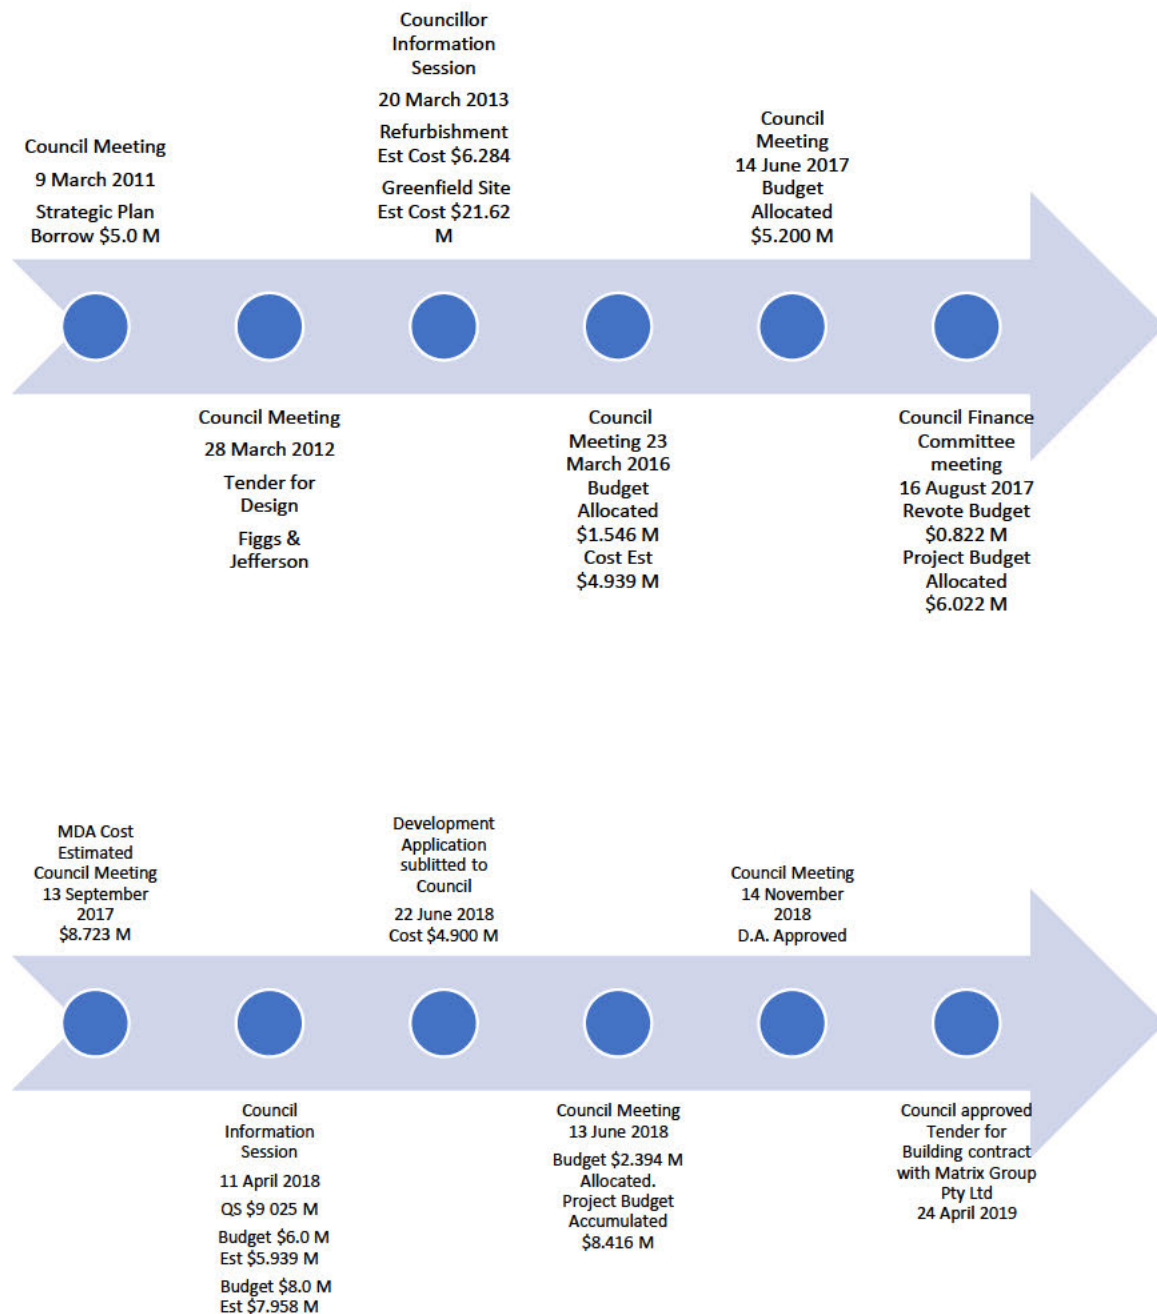 Council Meeting
9 March 2011
Strategic Plan
Borrow $5.0 M
Council Meeting
28 March 2012
Tender for
Design
Figgs &
Jefferson
Councillor
Information
Session
20 March 2013
Refurbishment
Est Cost $6.284
Greenfield Site
Est Cost $21.62
M
Council
Meeting 23
March 2016
Budget
Allocated
$1.546 M
Cost Est
$4.939 M
Council
Meeting
14 June 2017
Budget
Allocated
$5.200 M
Council Finance
Committee
meeting
16 August 2017
Revote Budget
$0.822 M
Project Budget
Allocated
$6.022 M
MDA Cost
Estimated
Council Meeting
13 September
2017
$8.723 M
Council
Information
Session
11 April 2018
QS $9 025 M
Budget $6.0 M
Est $5.939 M
Budget $8.0 M
Est $7.958 M
Development
Application
sublitted to
Council
22 June 2018
Cost $4.900 M
Council Meeting
13 June 2018
Budget $2.394 M
Allocated.
Project Budget
Accumulated
$8.416 M
Council Meeting
14 November
2018
D.A. Approved
Council approved
Tender for
Building contract
with Matrix Group
Pty Ltd
24 April 2019